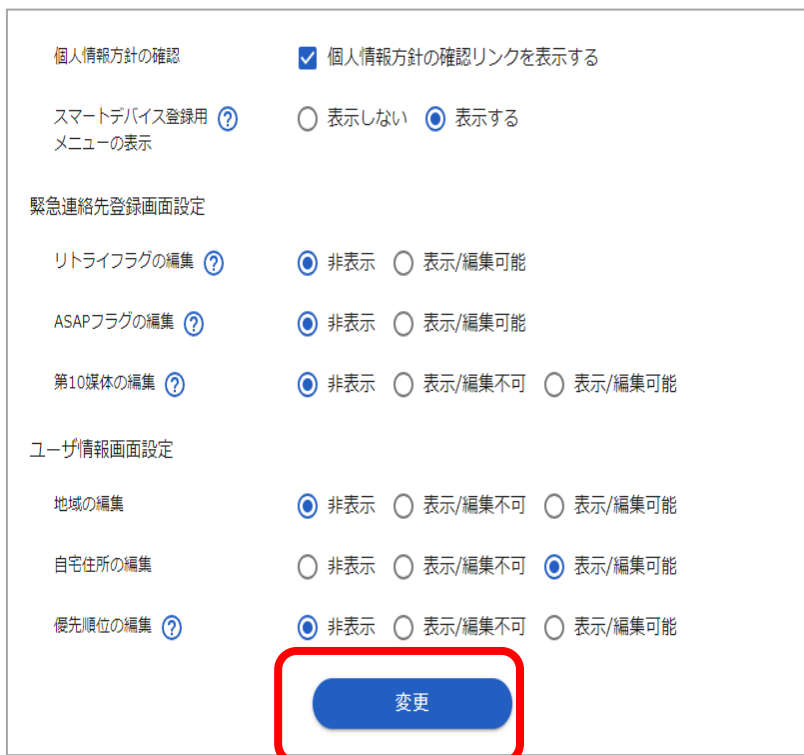 個人情報方針の確認 個人情報方針の確認リンクを表示する
スマートデバイス登録用 ? 表示しない 表示する
メニューの表示
緊急連絡先登録画面設定
リトライフラグの編集 ? 非表示 表示/編集可能
ASAPフラグの編集 ? 非表示 表示/編集可能
第10媒体の編集 ? 非表示 表示/編集不可 表示/編集可能
ユーザ情報画面設定
地域の編集 非表示 表示/編集不可 表示/編集可能
自宅住所の編集 非表示 表示/編集不可 表示/編集可能
優先順位の編集 ? 非表示 表示/編集不可 表示/編集可能
変更